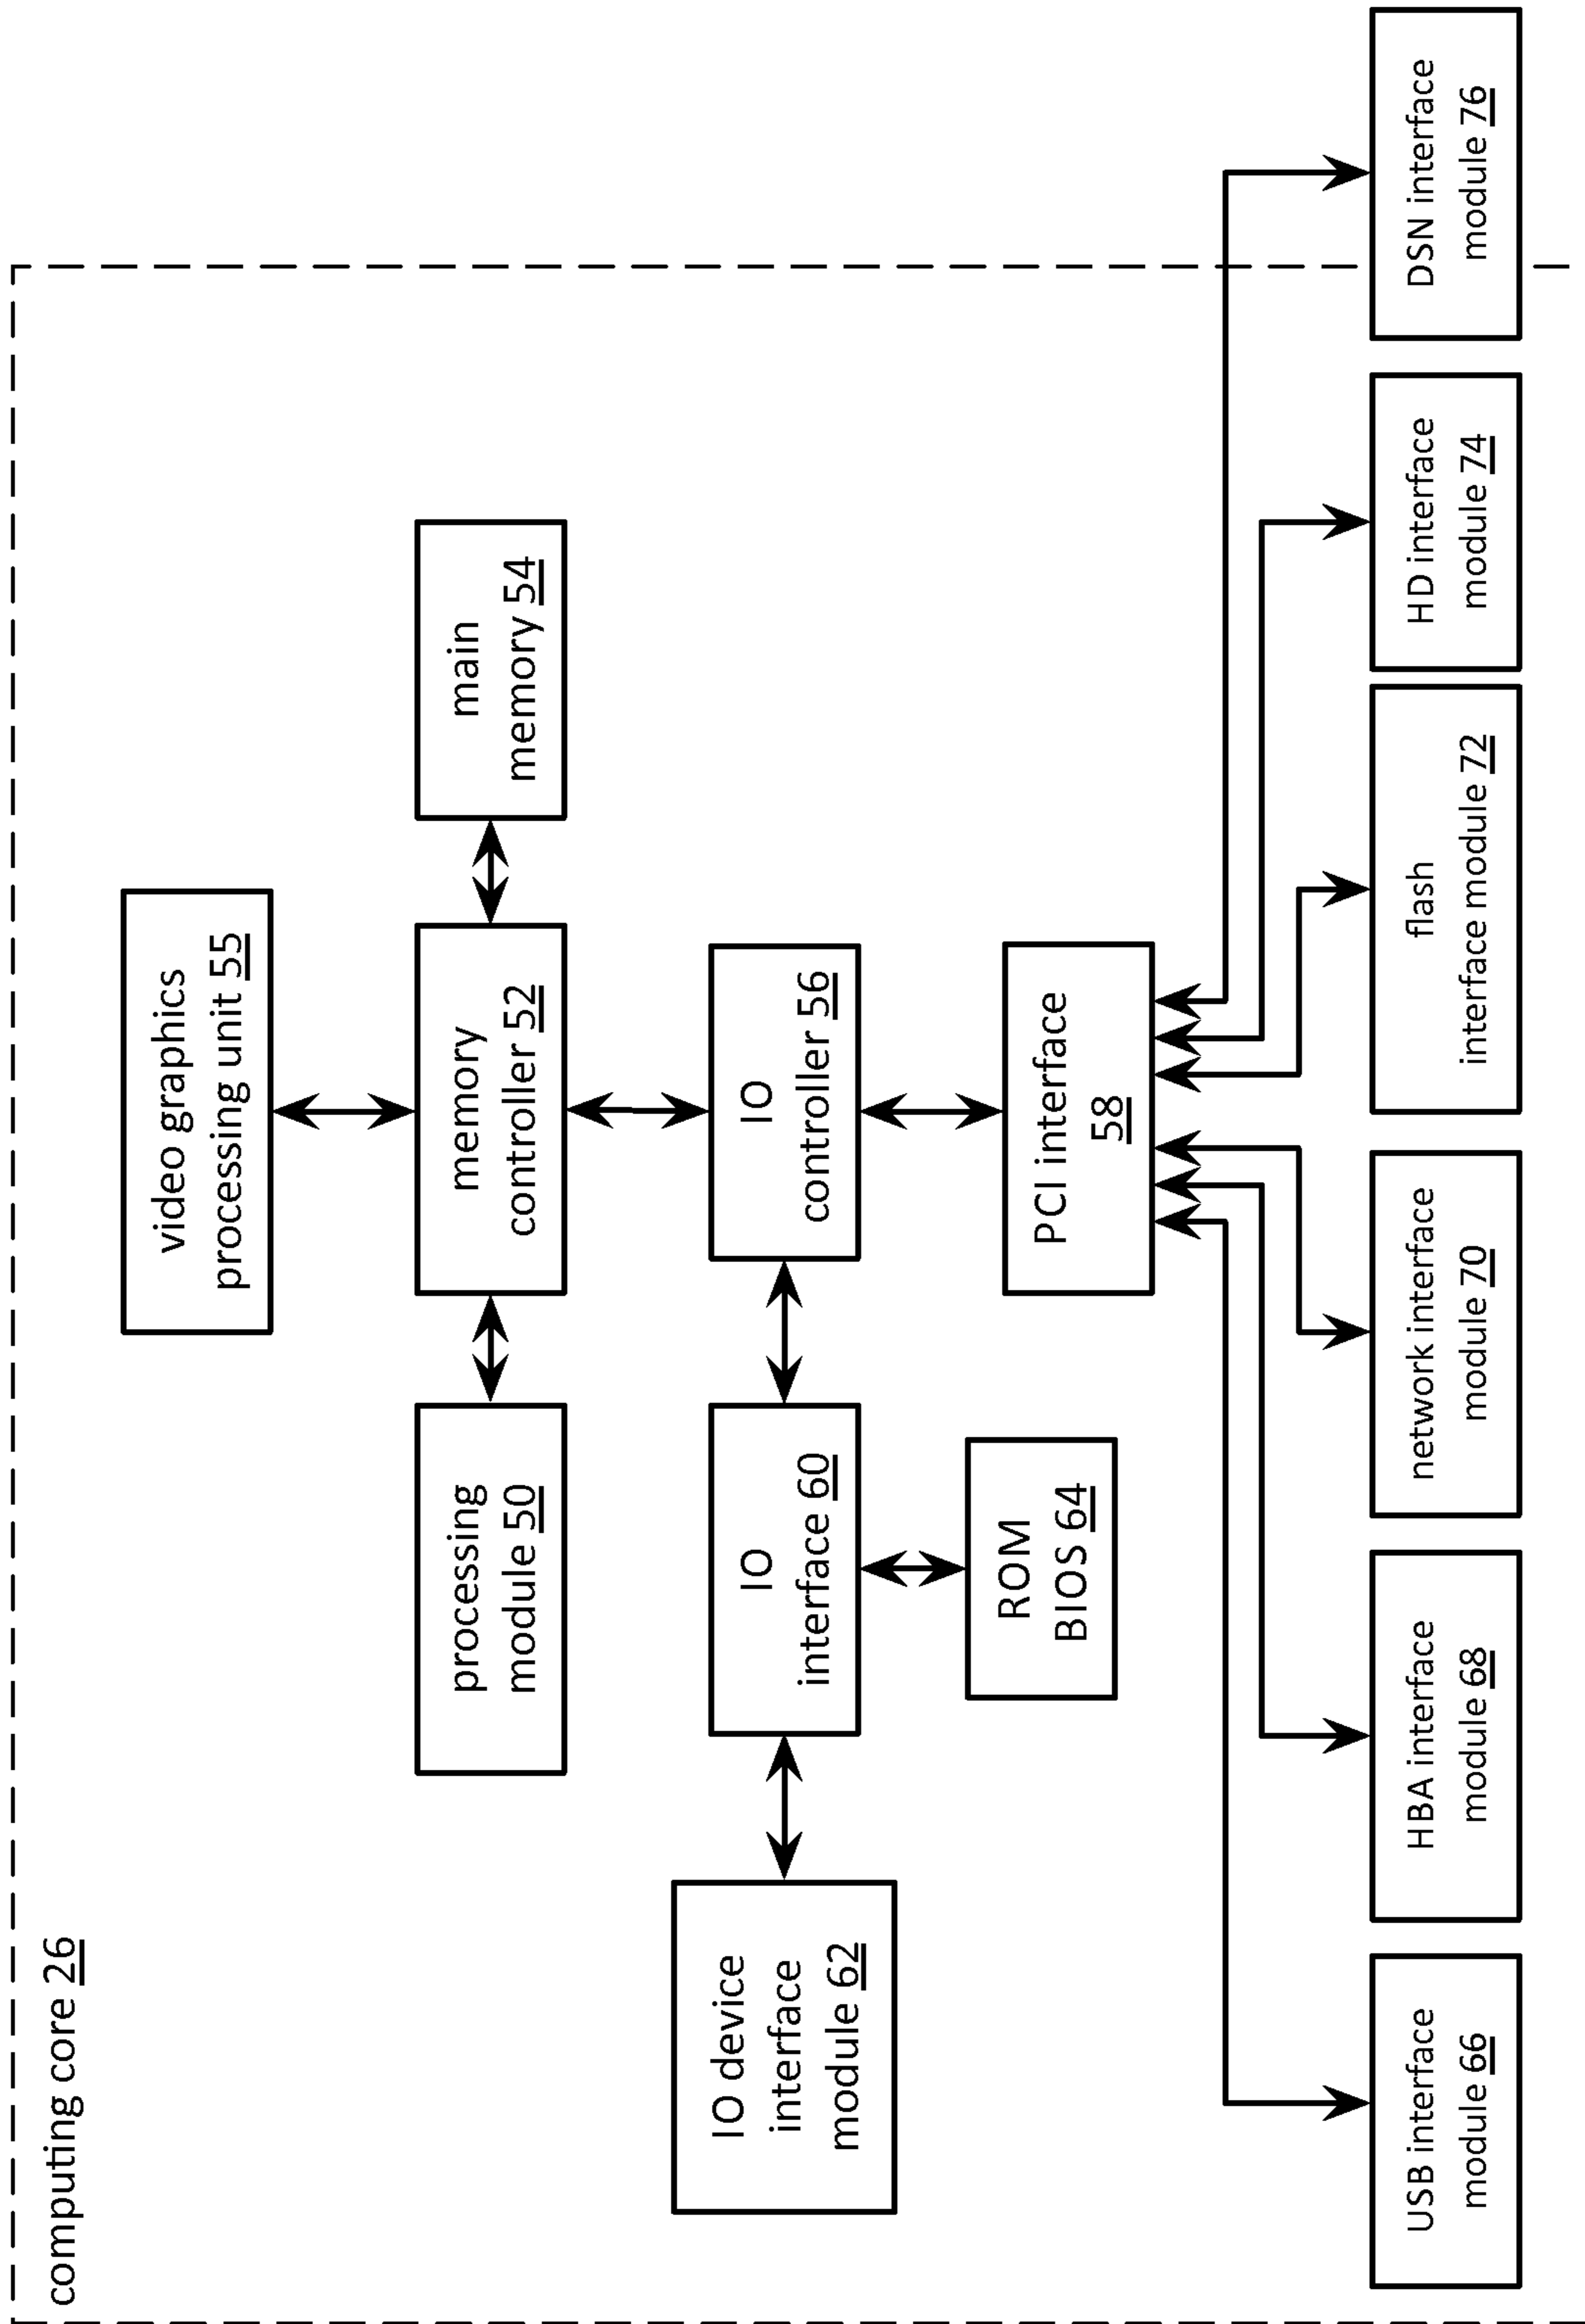 computing core 26
video graphics
processing unit 55
processing
module 50
memory
controller 52
main
memory 54
IO device
interface
module 62
IO
interface 60
IO
controller 56
ROM
BIOS 64
PCI interface
58
USB interface
module 66
HBA interface
module 68
network interface
module 70
flash
interface module 72
HD interface
module 74
DSN interface
module 76